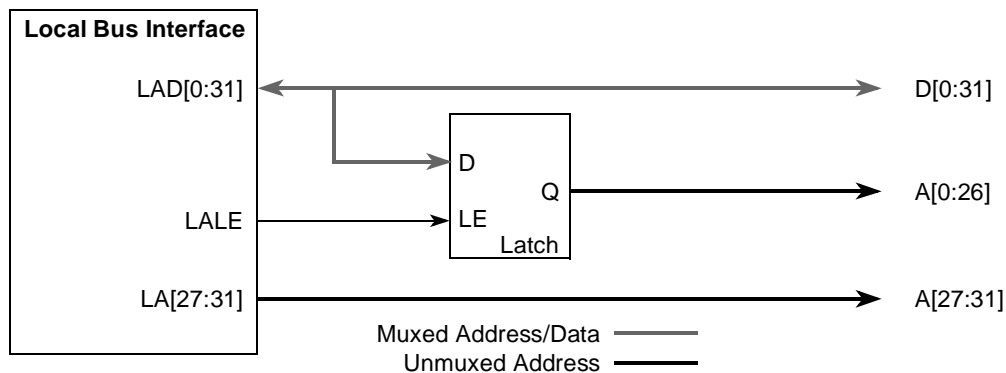 Local Bus Interface
LAD[0:31]
D[0:31]
D
Q
A[0:26]
LALE
LE
Latch
LA[27:31]
A[27:31]
Muxed Address/Data
Unmuxed Address